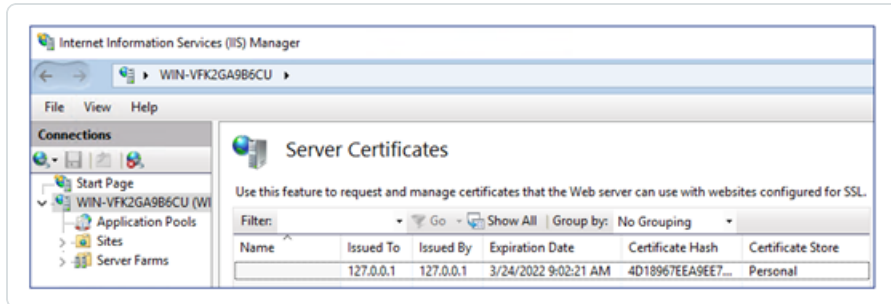 Internet Information Services (IIS) Manager
WIN-VFK2GA9B6CU
File View Help
Connections
Start Page
WIN-VFK2GA9B6CU (WI
Application Pools
Sites
Server Farms
Server Certificates
Use this feature to request and manage certificates that the Web server can use with websites configured for SSL.
Filter: Go Show All Group by: No Grouping
Name Issued To Issued By Expiration Date Certificate Hash Certificate Store
127.0.0.1 127.0.0.1 3/24/2022 9:02:21 AM 4D18967EEA9EE7... Personal